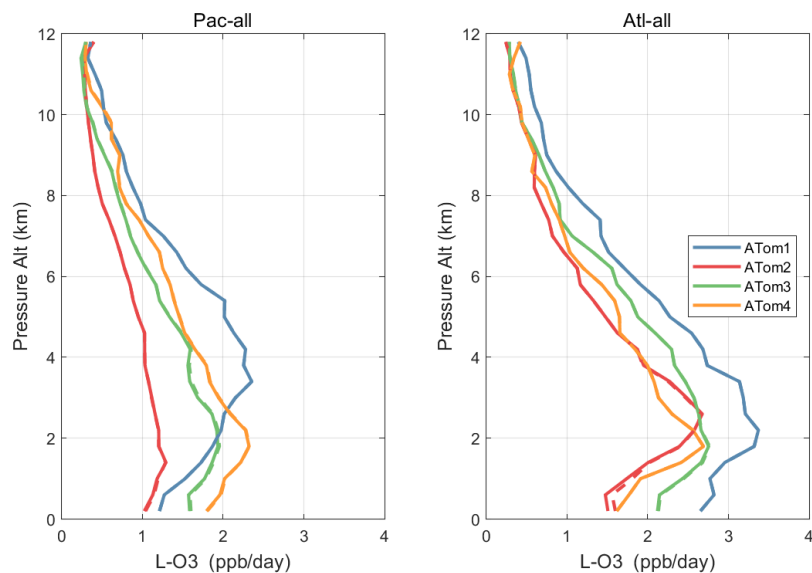 Pac-all
12
10
8
6
4
2
0
Pressure Alt (km)
0 1 2 3 4
L-O3 (ppb/day)
Atl-all
12
10
8
6
4
2
0
Pressure Alt (km)
0 1 2 3 4
L-O3 (ppb/day)
ATom1
ATom2
ATom3
ATom4